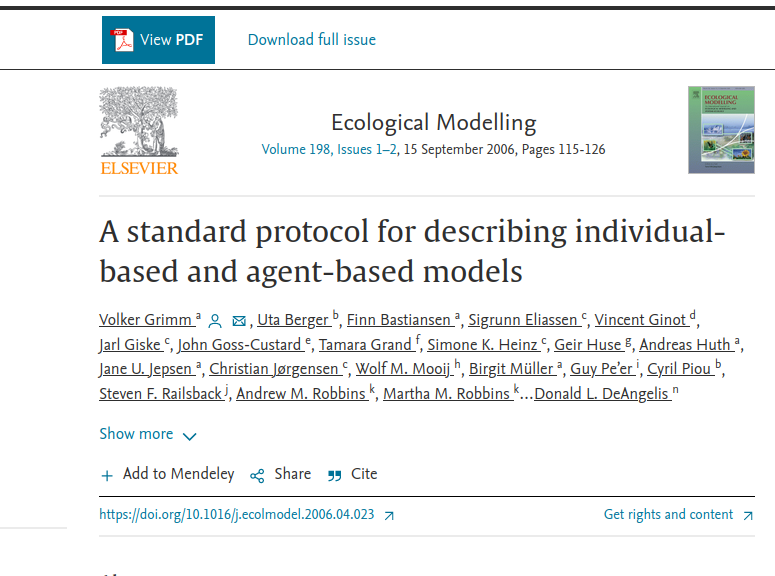 View PDF
Download full issue
ELSEVIER
Ecological Modelling
Volume 198, Issues 1–2, 15 September 2006, Pages 115-126
ECOLOGICAL
MODELLING
A standard protocol for describing individual-
based and agent-based models
Volker Grimm a, Uta Berger b, Finn Bastiansen a, Sigrunn Eliassen c, Vincent Ginot d,
Jarl Giske c, John Goss-Custard e, Tamara Grand f, Simone K. Heinz c, Geir Huse g, Andreas Huth a,
Jane U. Jepsen a, Christian Jørgensen c, Wolf M. Mooij h, Birgit Müller a, Guy Pe'er i, Cyril Piou b,
Steven F. Railsback j, Andrew M. Robbins k, Martha M. Robbins k…Donald L. DeAngelis n
Show more
Add to Mendeley Share Cite
https://doi.org/10.1016/j.ecolmodel.2006.04.023
Get rights and content